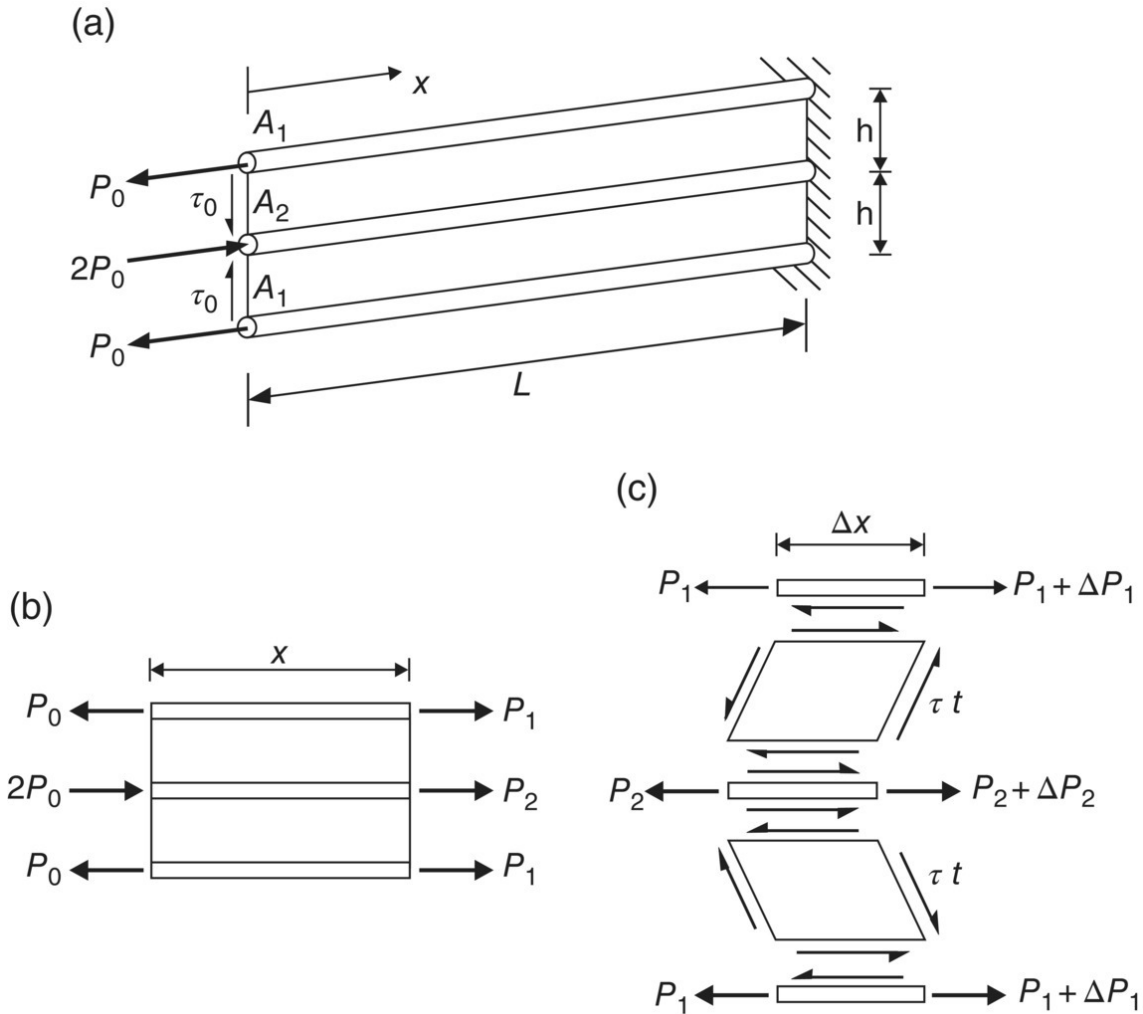 (a)
x
A₁
P₀
τ₀
A₂
2P₀
τ₀
A₁
P₀
h
h
L
(b)
x
P₀
P₁
2P₀
P₂
P₀
P₁
(c)
Δx
P₁
P₁ + ΔP₁
τ t
P₂
P₂ + ΔP₂
τ t
P₁
P₁ + ΔP₁